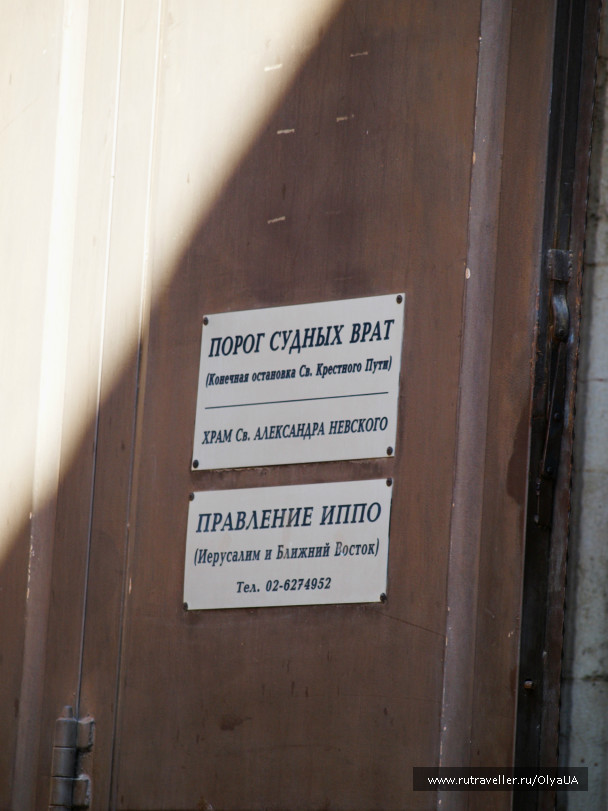 ПОРОГ СУДНЫХ ВРАТ
(Конечная остановка Св. Крестного Пути)
ХРАМ Св. АЛЕКСАНДРА НЕВСКОГО
ПРАВЛЕНИЕ ИППО
(Иерусалим и Ближний Восток)
Тел. 02-6274952
www.rutraveller.ru/OlyaUA